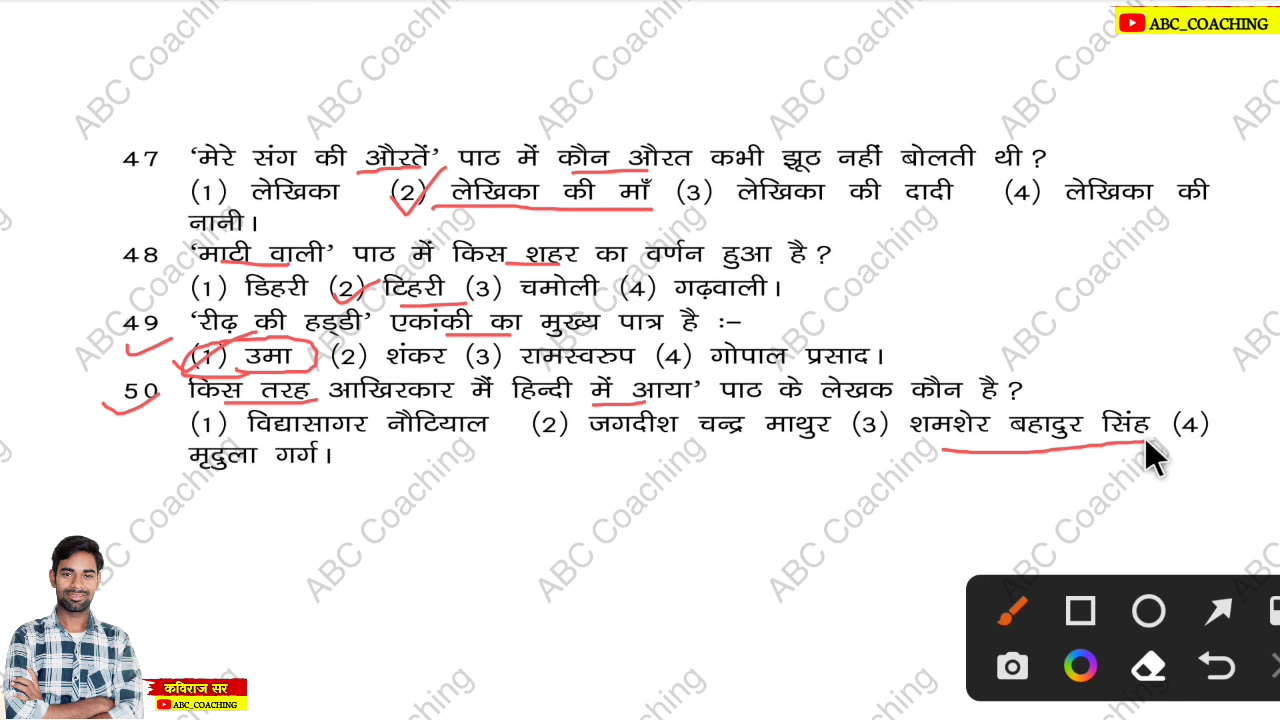 ABC_COACHING
47 ‘मेरे संग की औरतें’ पाठ में कौन औरत कभी झूठ नहीं बोलती थी ?
(1) लेखिका (2) लेखिका की माँ (3) लेखिका की दादी (4) लेखिका की
नानी।
48 ‘माटी वाली’ पाठ में किस शहर का वर्णन हुआ है ?
(1) डिहरी (2) टिहरी (3) चमोली (4) गढ़वाली।
49 ‘रीढ़ की हड्डी’ एकांकी का मुख्य पात्र है :–
(1) उमा (2) शंकर (3) रामस्वरुप (4) गोपाल प्रसाद।
50 किस तरह आखिरकार मैं हिन्दी में आया’ पाठ के लेखक कौन है ?
(1) विद्यासागर नौटियाल (2) जगदीश चन्द्र माथुर (3) शमशेर बहादुर सिंह (4)
मृदुला गर्ग।
कविराज सर
ABC_COACHING
ABC Coaching